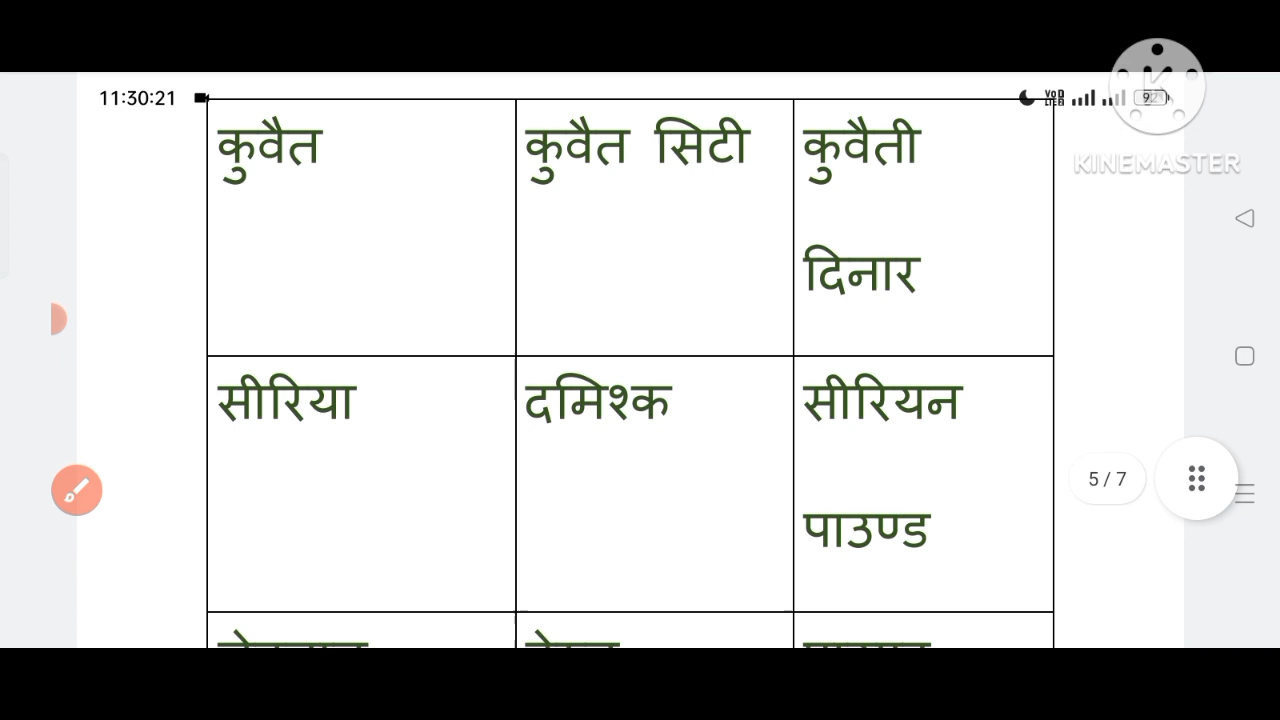 11:30:21
KINEMASTER
कुवैत कुवैत सिटी कुवैती
दिनार
सीरिया दमिश्क सीरियन
पाउण्ड
5 / 7